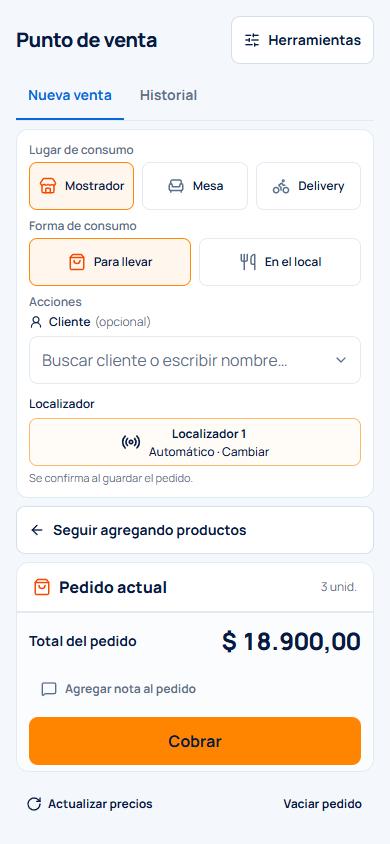 Punto de venta
Herramientas
Nueva venta
Historial
Lugar de consumo
Mostrador
Mesa
Delivery
Forma de consumo
Para llevar
En el local
Acciones
Cliente (opcional)
Buscar cliente o escribir nombre...
Localizador
Localizador 1
Automático · Cambiar
Se confirma al guardar el pedido.
Seguir agregando productos
Pedido actual
3 unid.
Total del pedido
$ 18.900,00
Agregar nota al pedido
Cobrar
Actualizar precios
Vaciar pedido